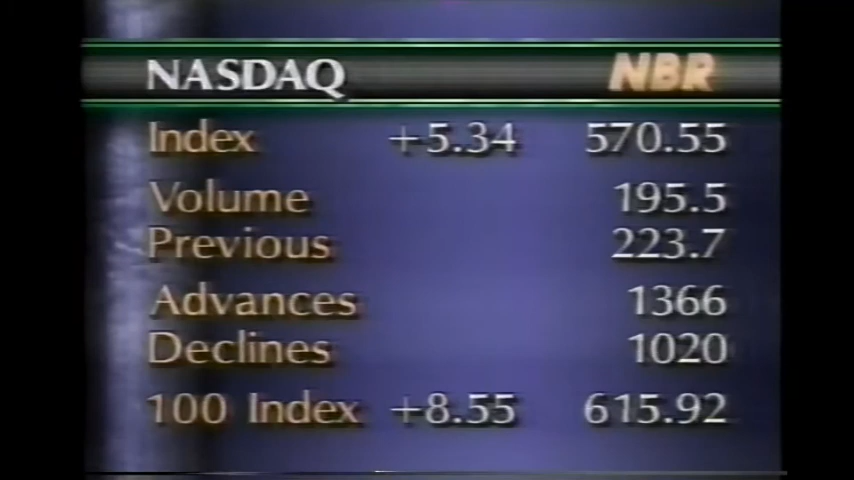 NASDAQ NBR
Index +5.34 570.55
Volume 195.5
Previous 223.7
Advances 1366
Declines 1020
100 Index +8.55 615.92